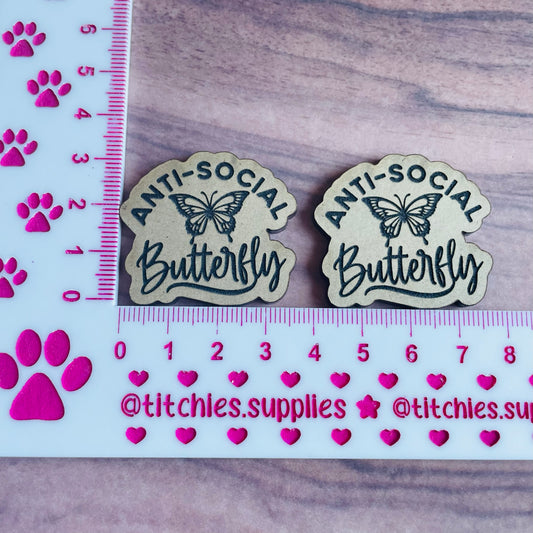 6
5
4
3
2
1
0
ANTI-SOCIAL
Butterfly
ANTI-SOCIAL
Butterfly
0 1 2 3 4 5 6 7 8
@titchies.supplies @titchies.sup